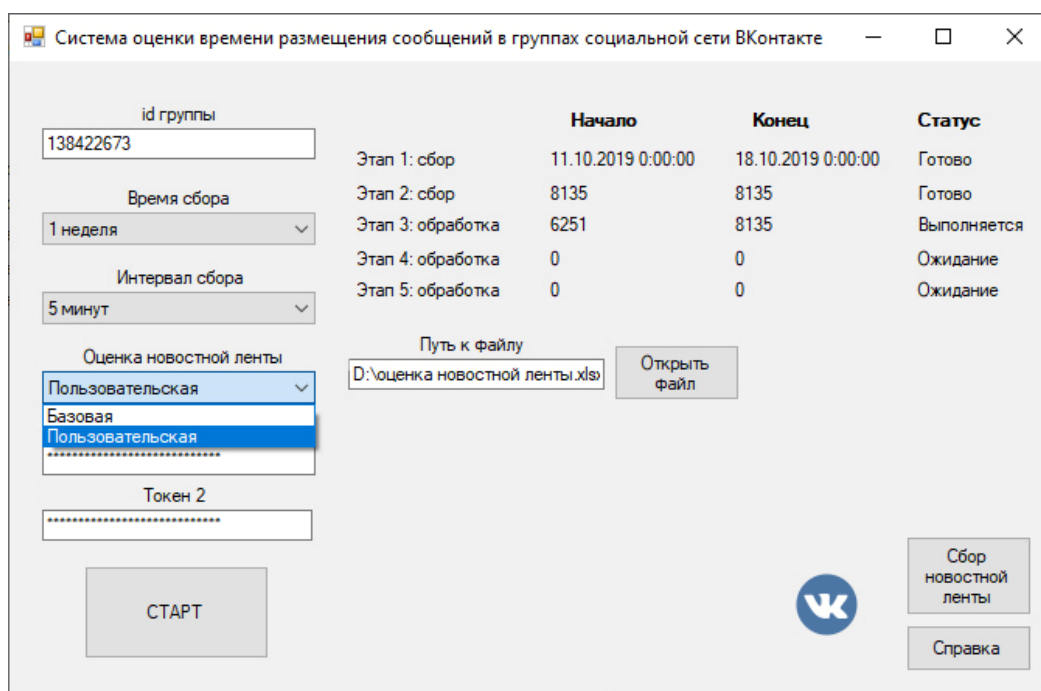 Система оценки времени размещения сообщений в группах социальной сети ВКонтакте
id группы
138422673
Время сбора
1 неделя
Интервал сбора
5 минут
Оценка новостной ленты
Пользовательская
Базовая
Пользовательская
****************************
Токен 2
****************************
СТАРТ
Начало Конец Статус
Этап 1: сбор 11.10.2019 0:00:00 18.10.2019 0:00:00 Готово
Этап 2: сбор 8135 8135 Готово
Этап 3: обработка 6251 8135 Выполняется
Этап 4: обработка 0 0 Ожидание
Этап 5: обработка 0 0 Ожидание
Путь к файлу
D:\оценка новостной ленты.xlsx
Открыть
файл
Сбор
новостной
ленты
Справка